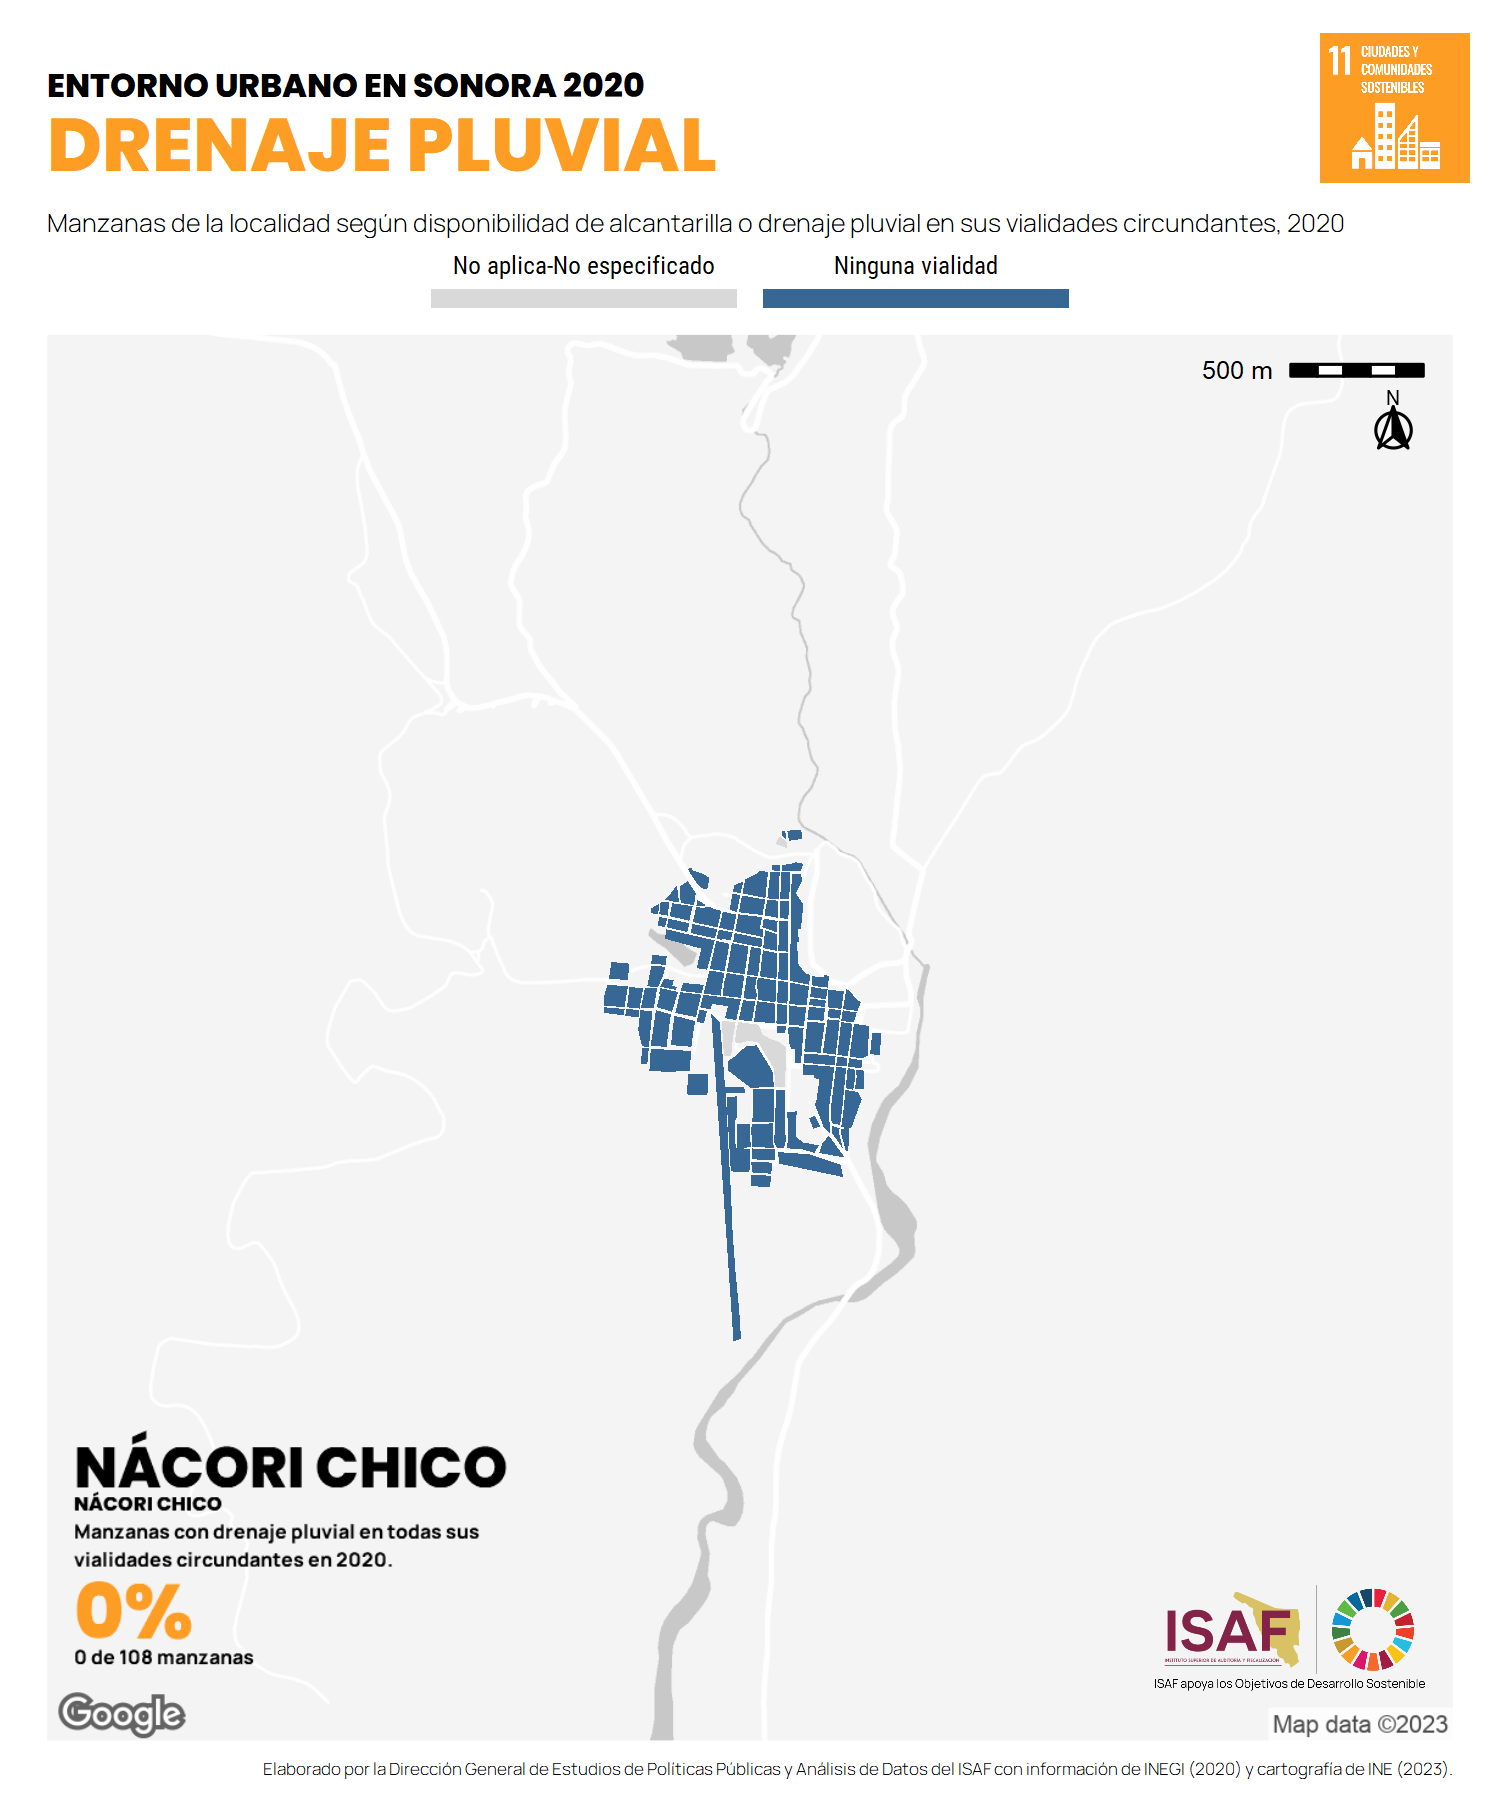 ENTORNO URBANO EN SONORA 2020
DRENAJE PLUVIAL
11 CIUDADES Y
COMUNIDADES
SOSTENIBLES
Manzanas de la localidad según disponibilidad de alcantarilla o drenaje pluvial en sus vialidades circundantes, 2020
No aplica-No especificado
Ninguna vialidad
500 m
N
NÁCORI CHICO
NÁCORI CHICO
Manzanas con drenaje pluvial en todas sus
vialidades circundantes en 2020.
0%
0 de 108 manzanas
ISAF
INSTITUTO SUPERIOR DE AUDITORÍA Y FISCALIZACIÓN
ISAF apoya los Objetivos de Desarrollo Sostenible
Google
Map data ©2023
Elaborado por la Dirección General de Estudios de Políticas Públicas y Análisis de Datos del ISAF con información de INEGI (2020) y cartografía de INE (2023).